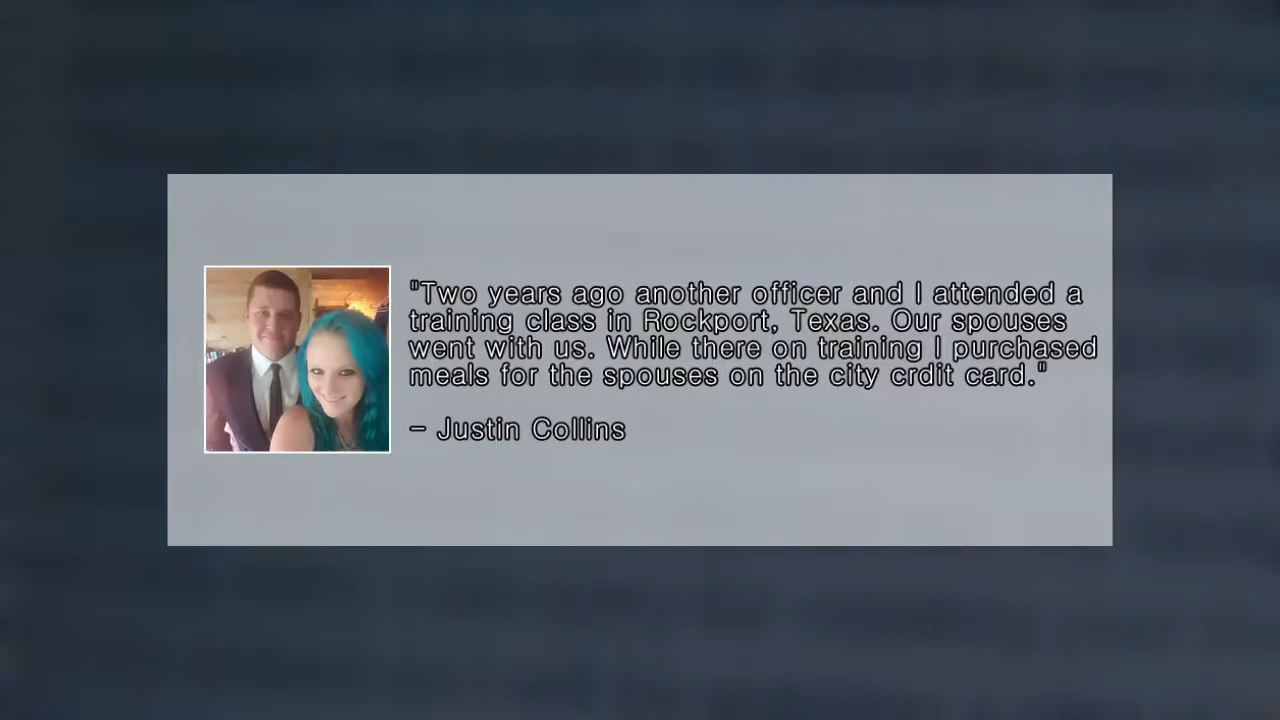 "Two years ago another officer and I attended a
training class in Rockport, Texas. Our spouses
went with us. While there on training I purchased
meals for the spouses on the city crdit card."
- Justin Collins